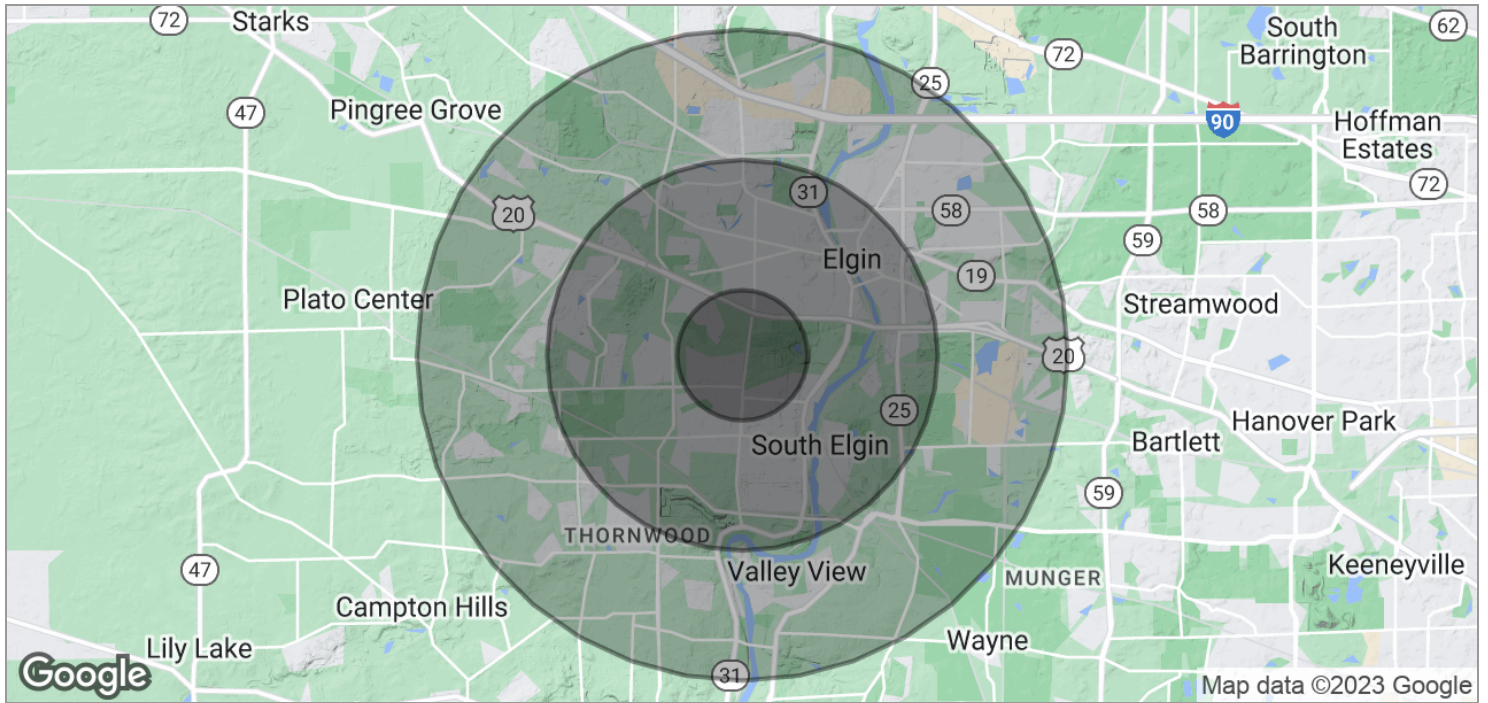 72
Starks
62
South
Barrington
72
25
Pingree Grove
47
90
Hoffman
Estates
72
31
20
58
58
59
Elgin
19
Plato Center
Streamwood
20
25
Hanover Park
Bartlett
South Elgin
59
THORNWOOD
Valley View
MUNGER
Keeneyville
47
Campton Hills
Lily Lake
Wayne
31
Google
Map data ©2023 Google